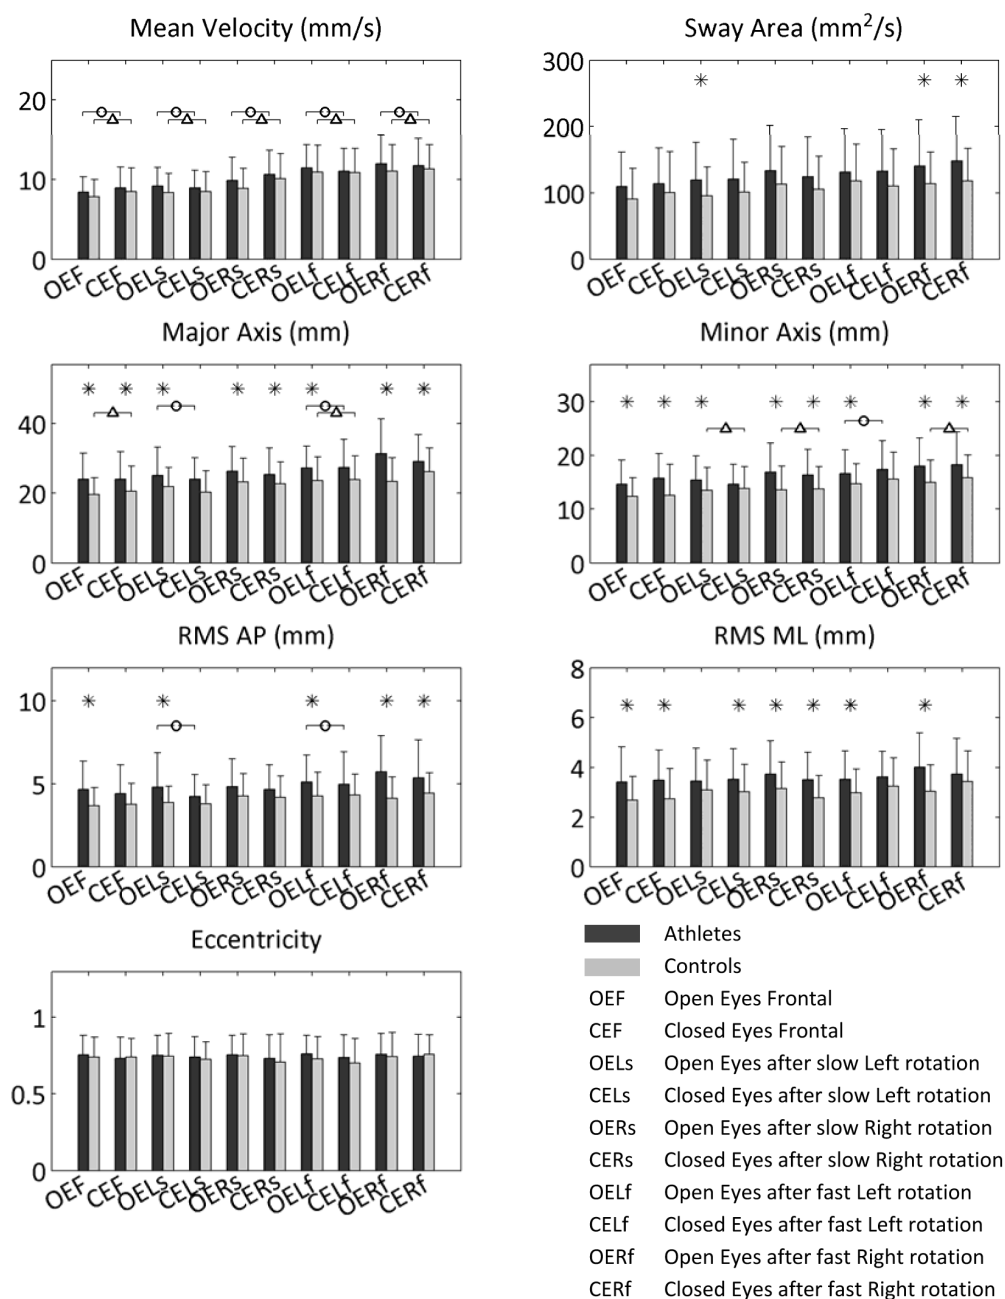 Mean Velocity (mm/s)
20
10
0
OEF CEF OELs CELs OERs CERs OELf CELf OERf CERf
Sway Area (mm²/s)
300
200
100
0
OEF CEF OELs CELs OERs CERs OELf CELf OERf CERf
Major Axis (mm)
40
20
0
OEF CEF OELs CELs OERs CERs OELf CELf OERf CERf
Minor Axis (mm)
30
20
10
0
OEF CEF OELs CELs OERs CERs OELf CELf OERf CERf
RMS AP (mm)
10
5
0
OEF CEF OELs CELs OERs CERs OELf CELf OERf CERf
RMS ML (mm)
8
6
4
2
0
OEF CEF OELs CELs OERs CERs OELf CELf OERf CERf
Eccentricity
1
0.5
0
OEF CEF OELs CELs OERs CERs OELf CELf OERf CERf
Athletes
Controls
OEF Open Eyes Frontal
CEF Closed Eyes Frontal
OELs Open Eyes after slow Left rotation
CELs Closed Eyes after slow Left rotation
OERs Open Eyes after slow Right rotation
CERs Closed Eyes after slow Right rotation
OELf Open Eyes after fast Left rotation
CELf Closed Eyes after fast Left rotation
OERf Open Eyes after fast Right rotation
CERf Closed Eyes after fast Right rotation